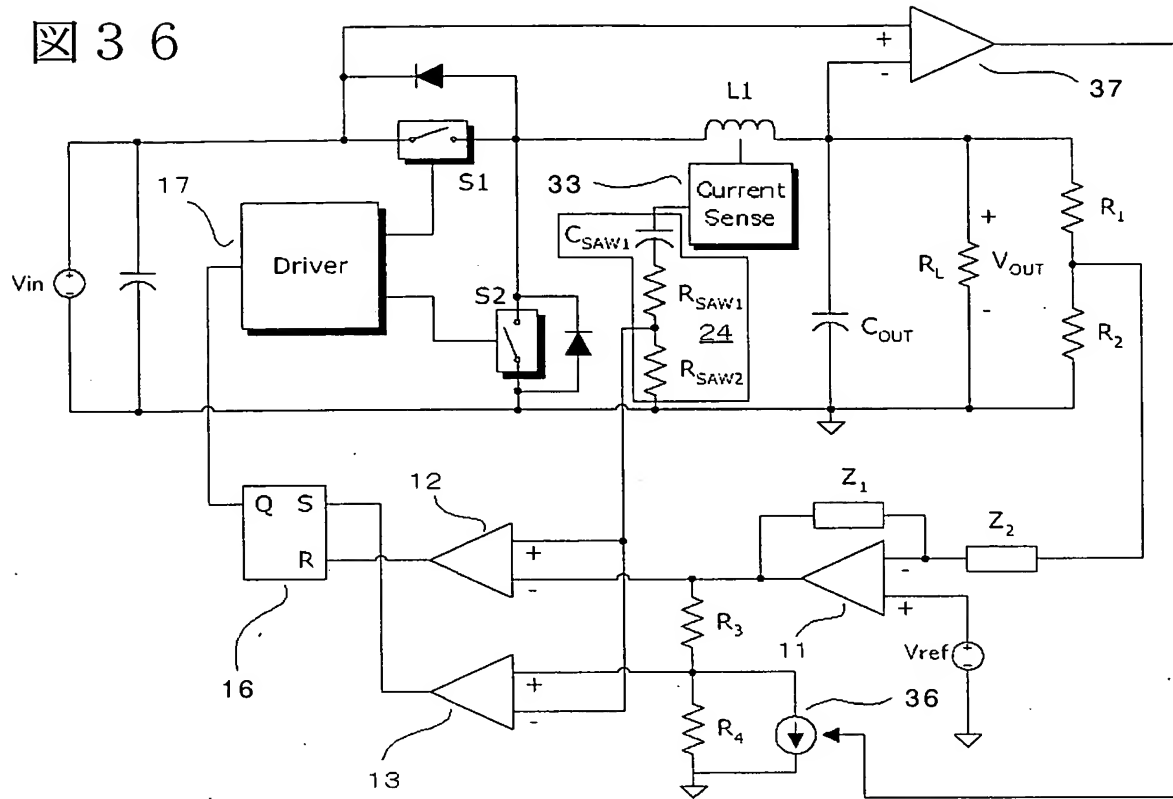 図36
+
-
37
L1
17
S1
33
Current
Sense
Driver
C_SAW1
R_1
Vin
+
R_SAW1
R_L
V_OUT
S2
24
-
C_OUT
R_2
R_SAW2
12
Z_1
Q
S
Z_2
+
R
-
-
+
R_3
11
16
Vref
+
36
-
R_4
13